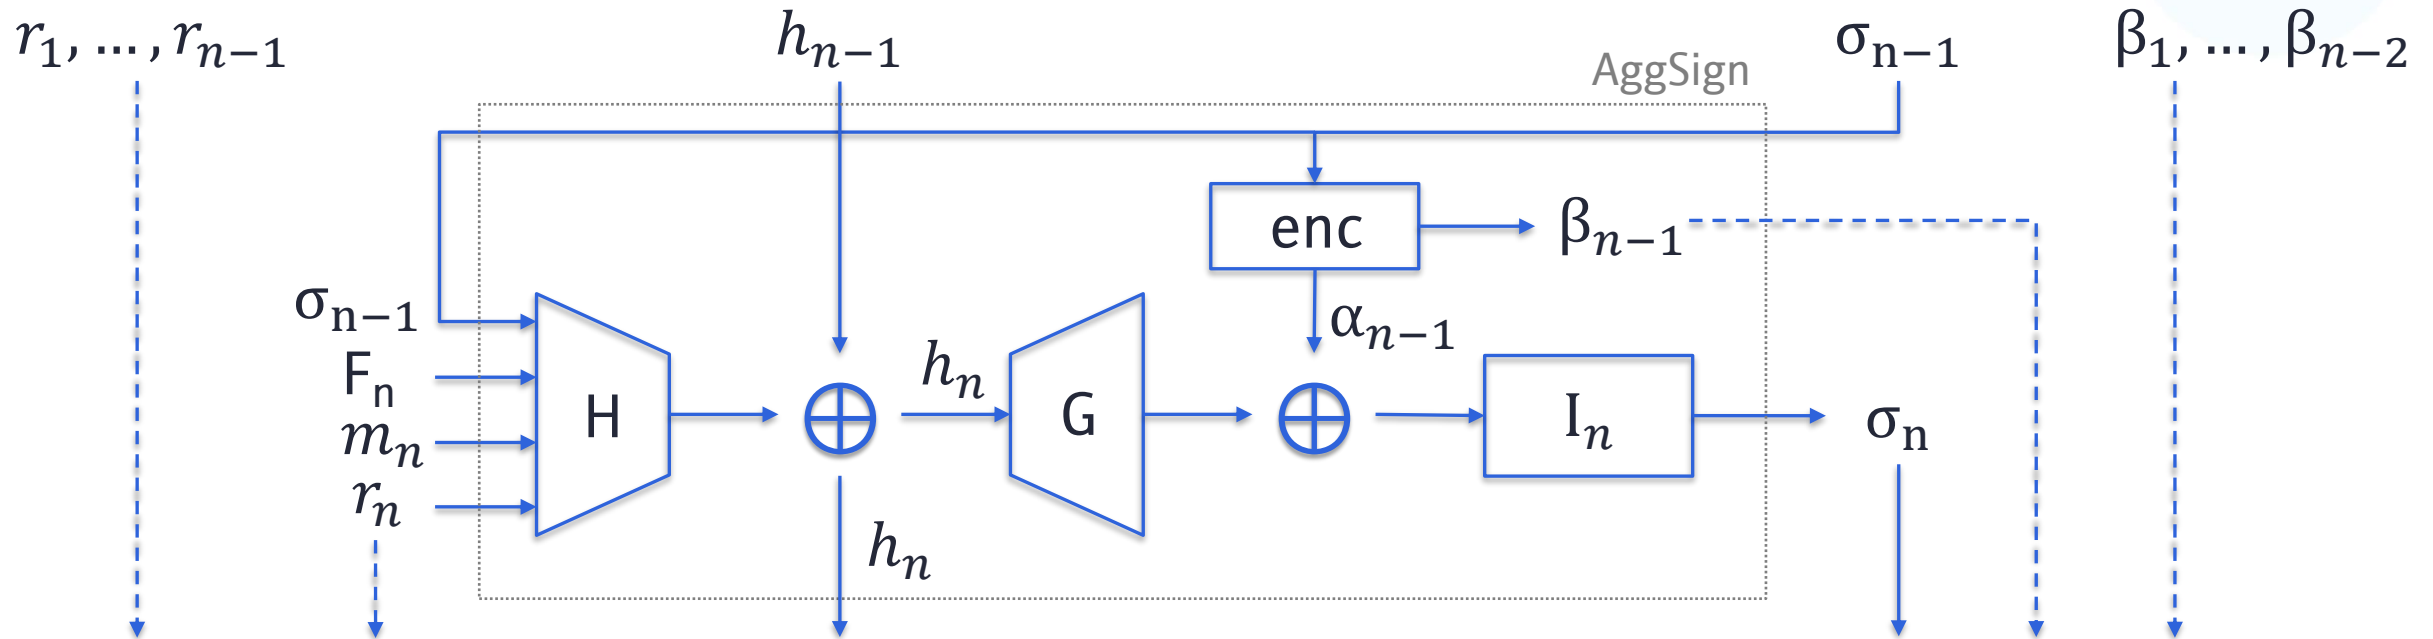 r₁, … , rₙ₋₁
hₙ₋₁
σₙ₋₁
β₁, … , βₙ₋₂
AggSign
enc
βₙ₋₁
σₙ₋₁
αₙ₋₁
Fₙ
mₙ
rₙ
H
hₙ
G
Iₙ
σₙ
hₙ